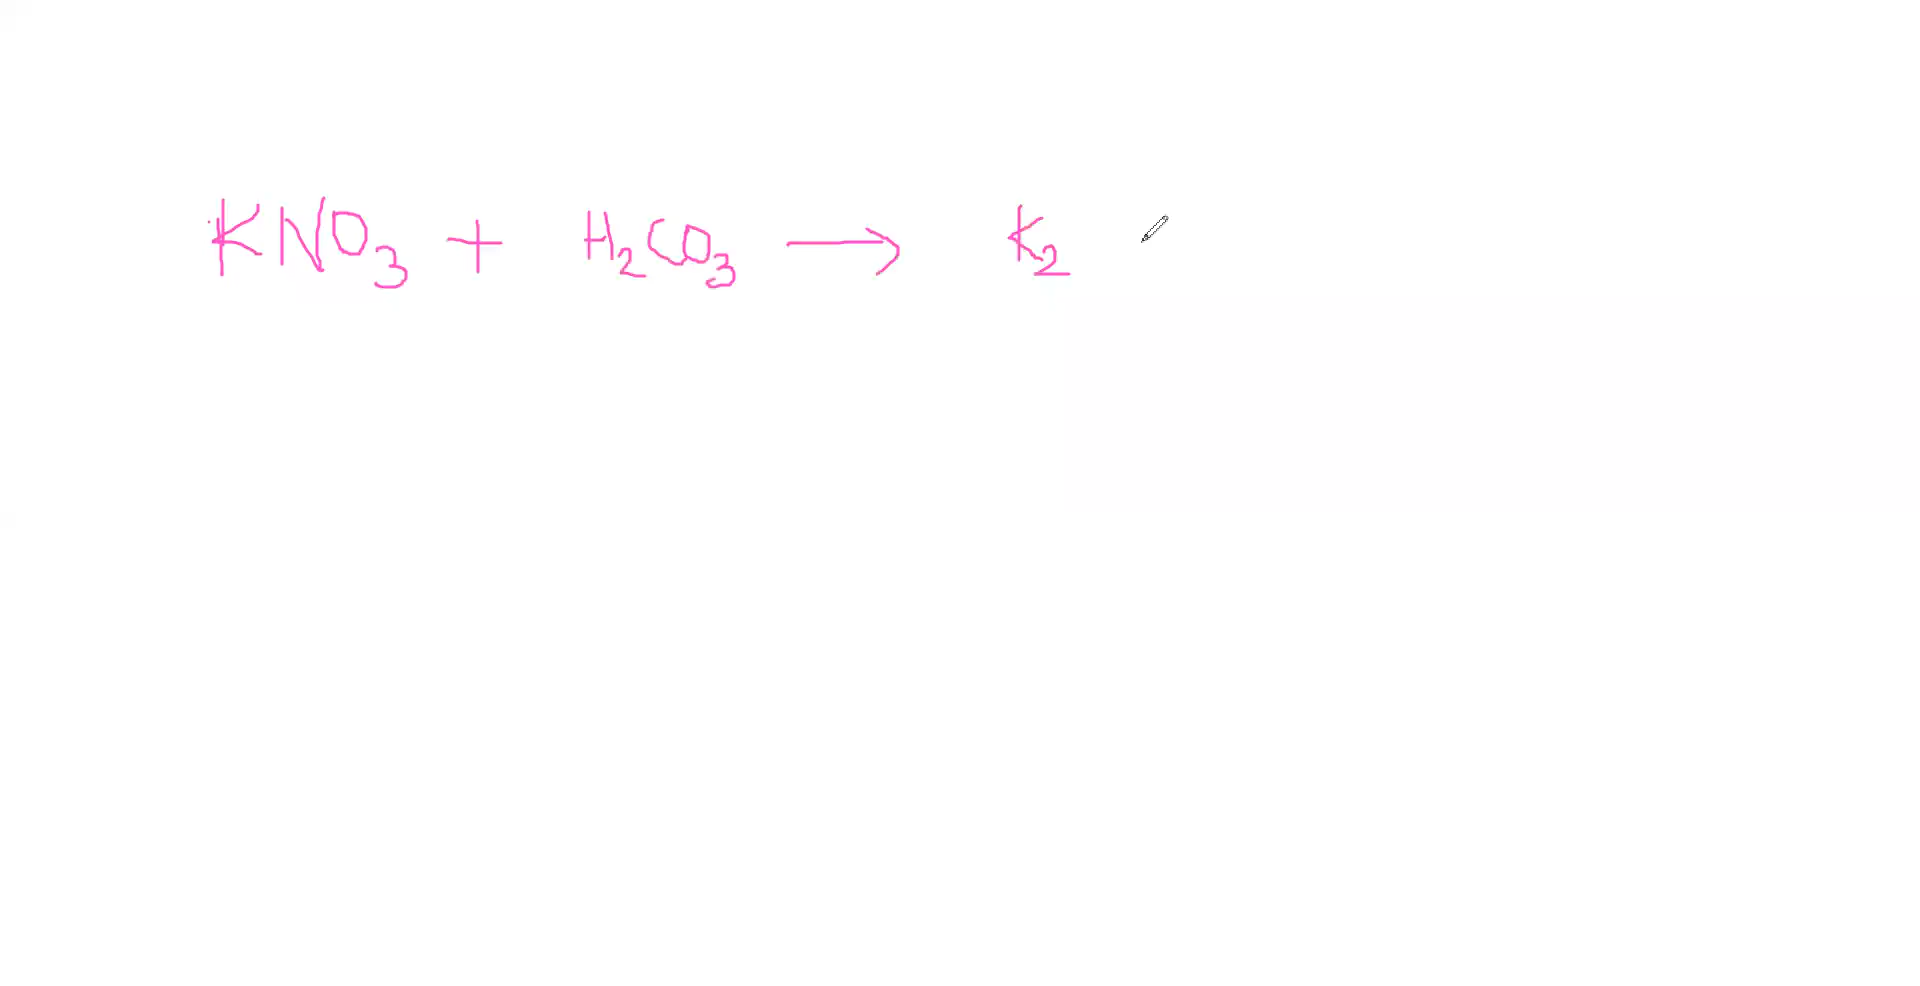 KNO₃ + H₂CO₃ → K₂